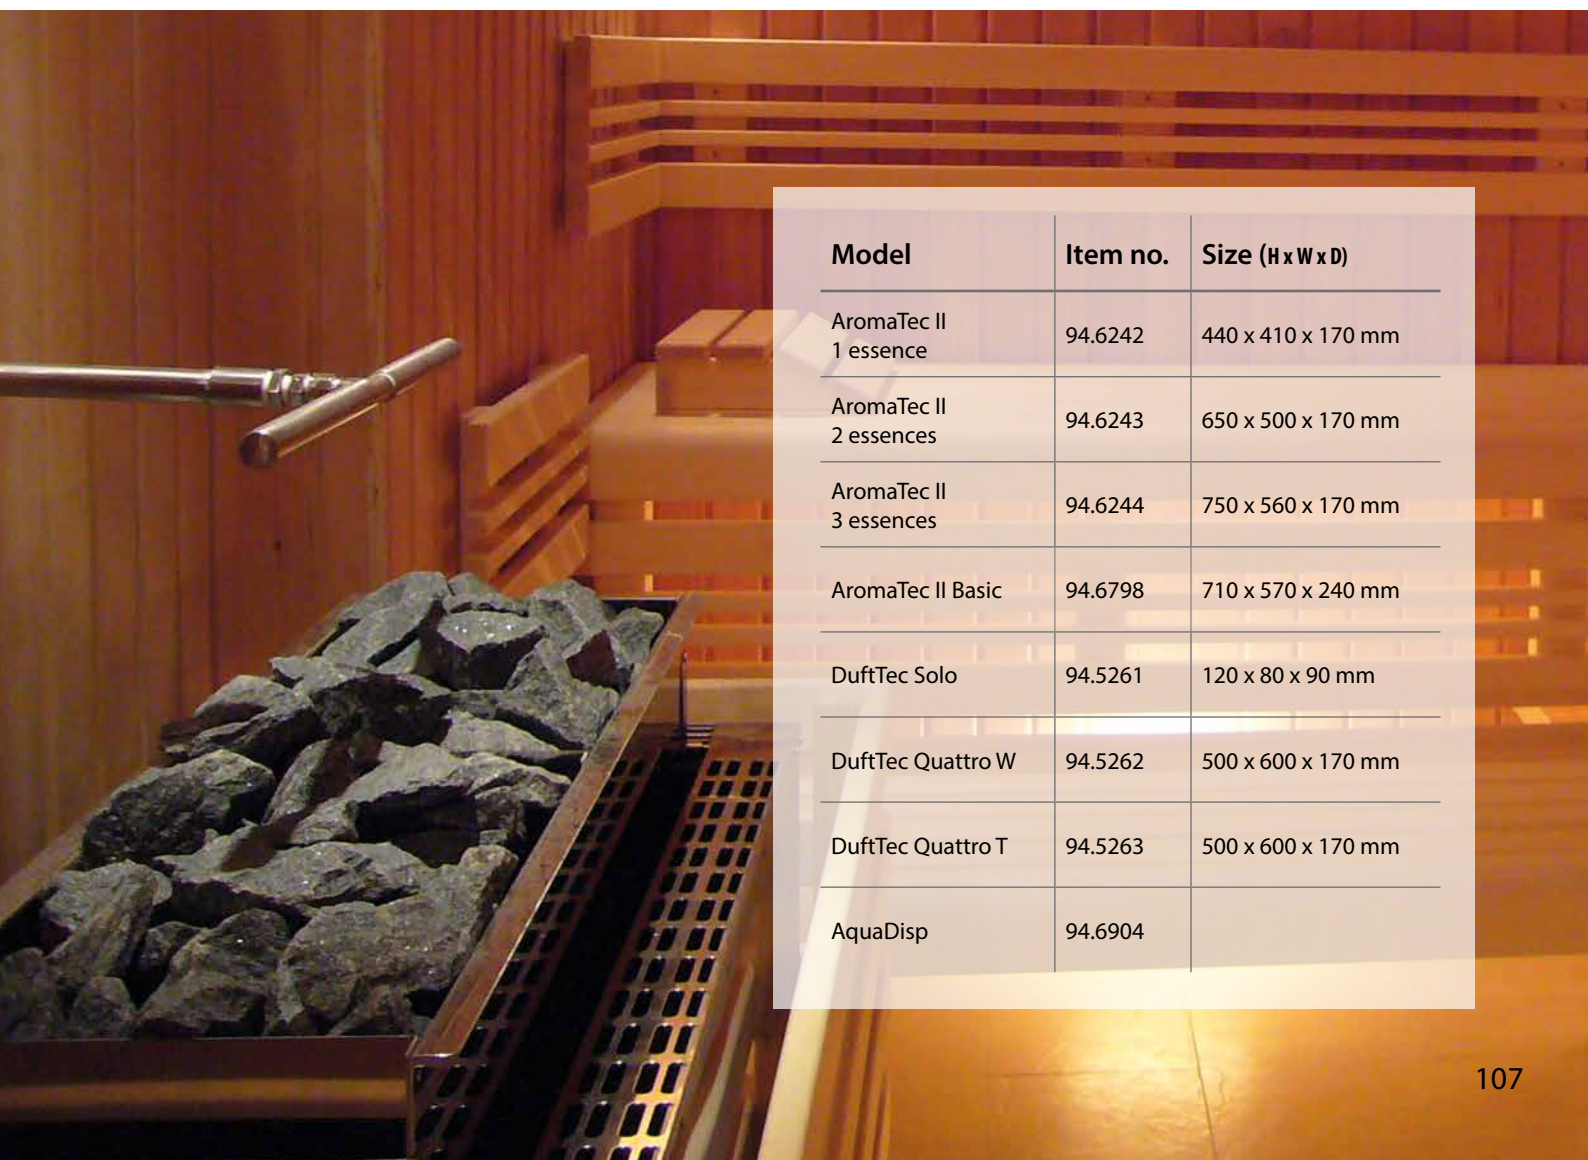 Model Item no. Size (H x W x D)
AromaTec II
1 essence 94.6242 440 x 410 x 170 mm
AromaTec II
2 essences 94.6243 650 x 500 x 170 mm
AromaTec II
3 essences 94.6244 750 x 560 x 170 mm
AromaTec II Basic 94.6798 710 x 570 x 240 mm
DuftTec Solo 94.5261 120 x 80 x 90 mm
DuftTec Quattro W 94.5262 500 x 600 x 170 mm
DuftTec Quattro T 94.5263 500 x 600 x 170 mm
AquaDisp 94.6904
107